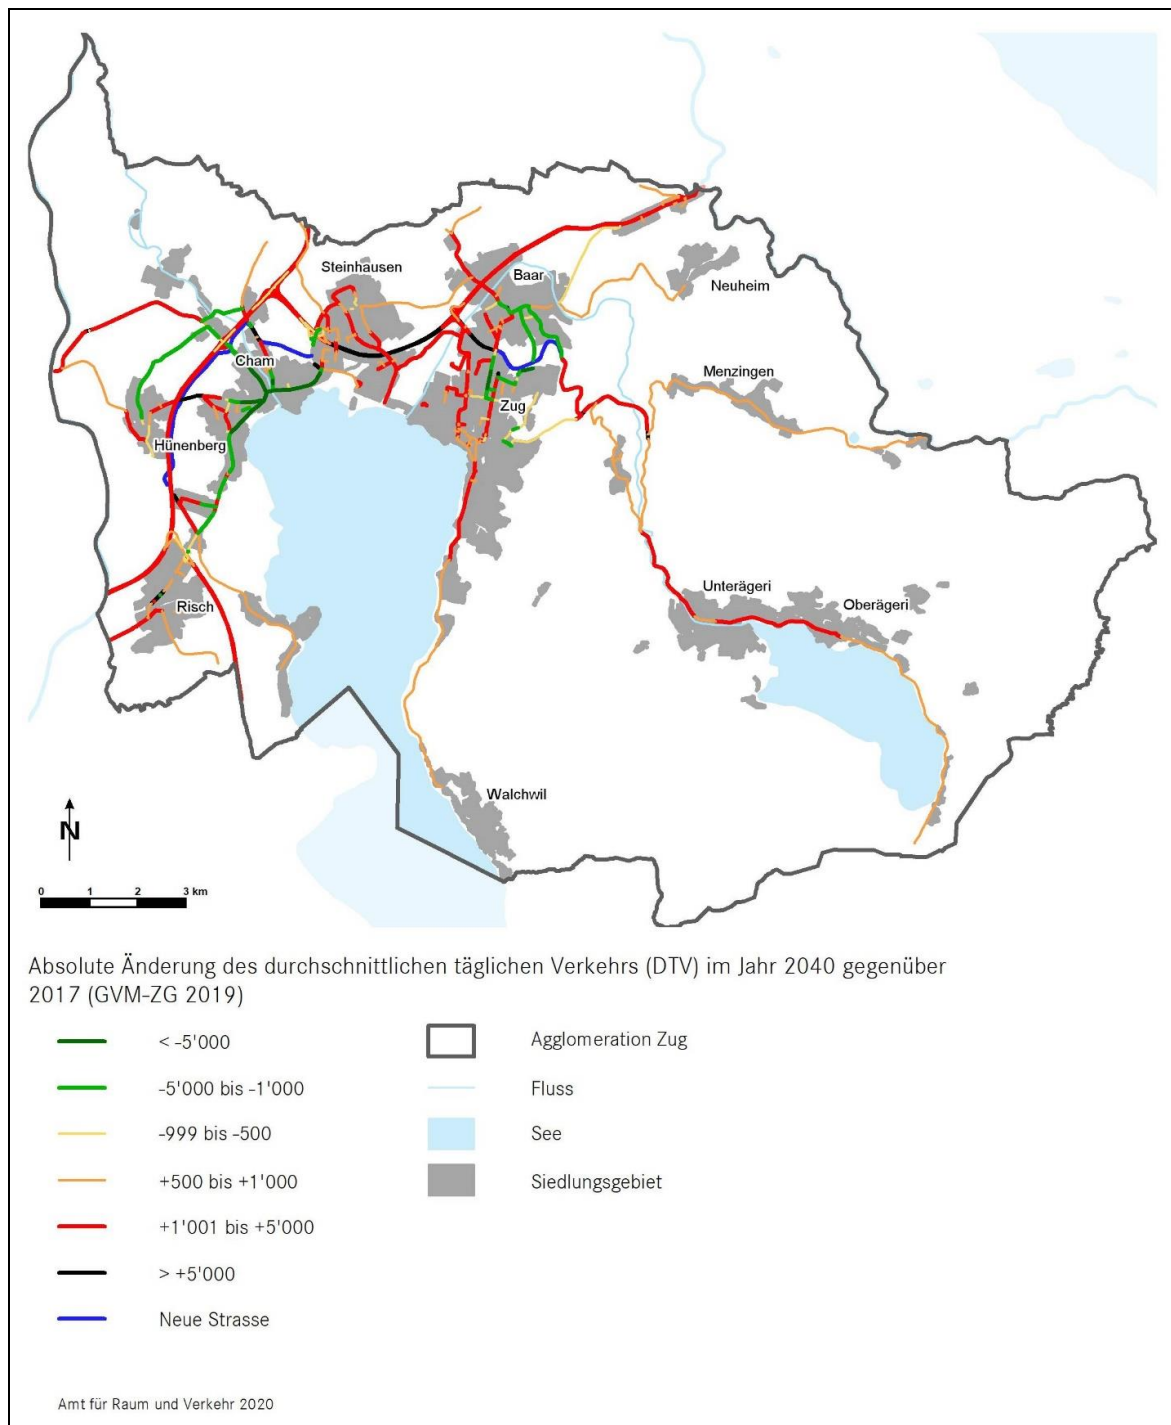 Steinhausen
Baar
Neuheim
Cham
Menzingen
Zug
Hünenberg
Unterägeri
Oberägeri
Risch
Walchwil
N
0 1 2 3 km
Absolute Änderung des durchschnittlichen täglichen Verkehrs (DTV) im Jahr 2040 gegenüber
2017 (GVM-ZG 2019)
< -5'000
Agglomeration Zug
-5'000 bis -1'000
Fluss
-999 bis -500
See
+500 bis +1'000
Siedlungsgebiet
+1'001 bis +5'000
> +5'000
Neue Strasse
Amt für Raum und Verkehr 2020